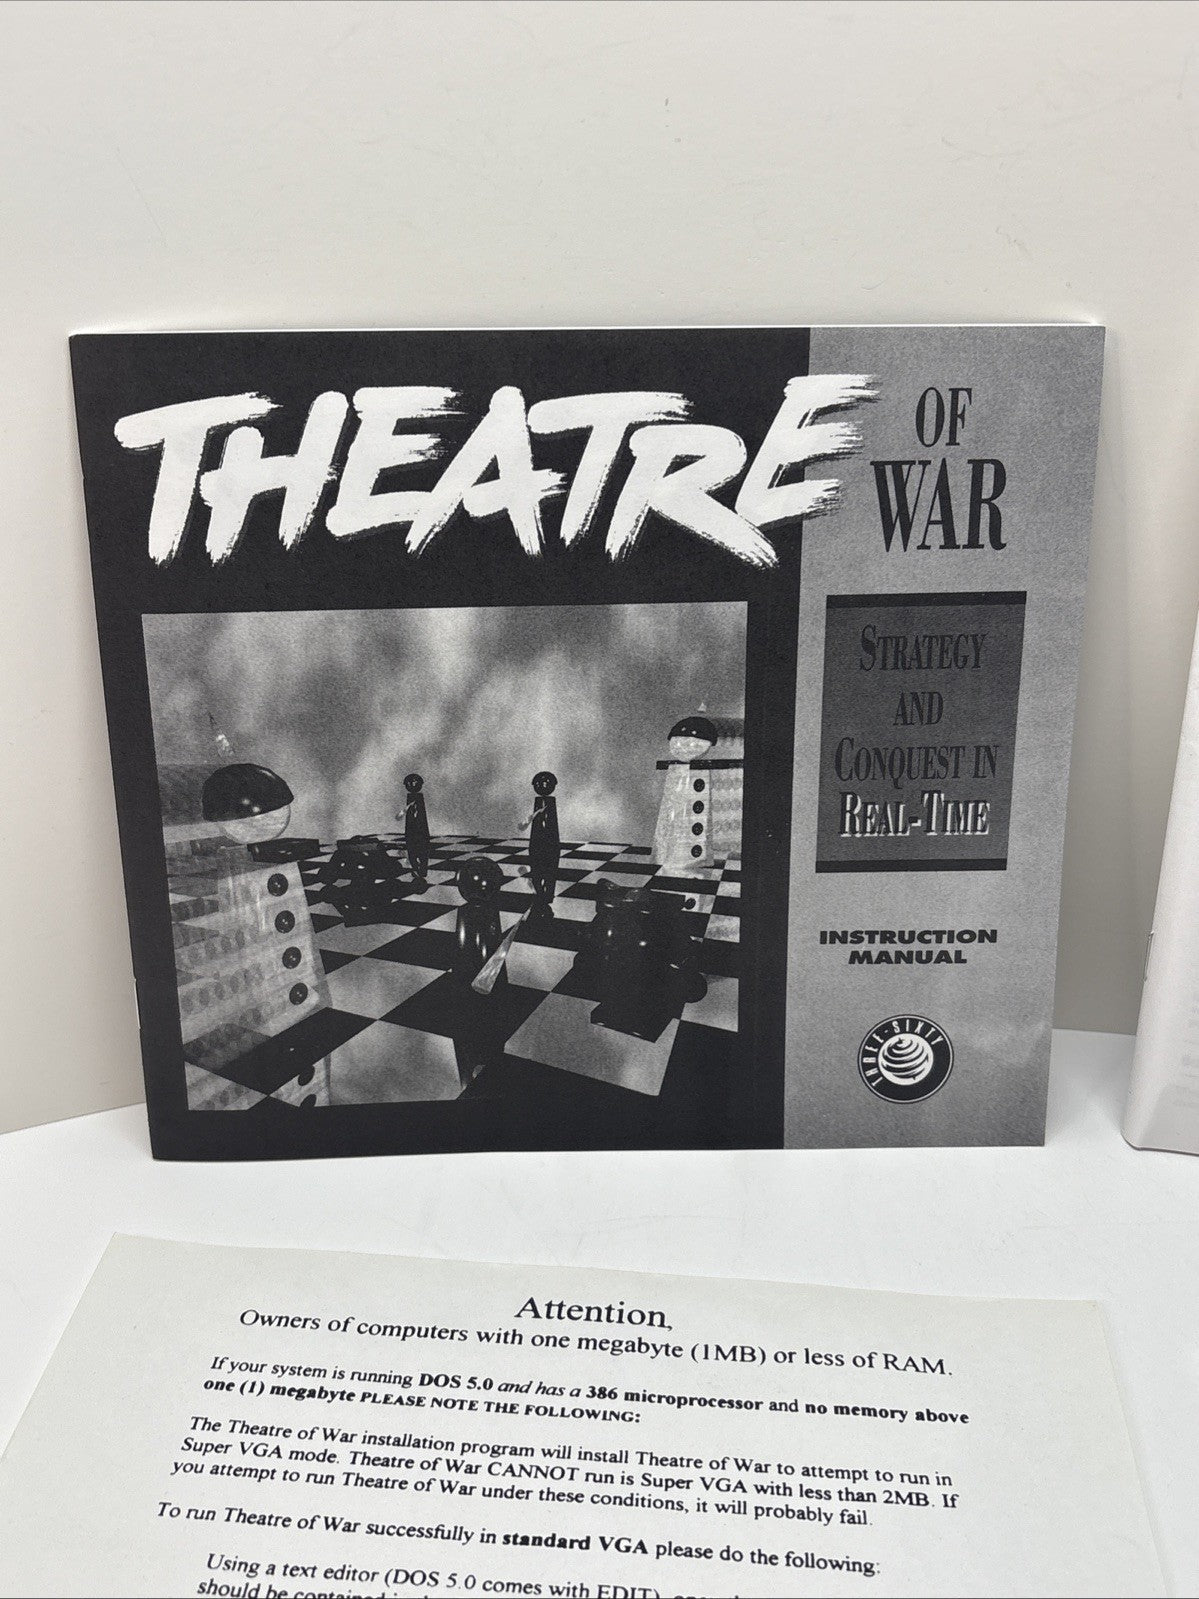 THEATRE
OF
WAR
STRATEGY
AND
CONQUEST IN
REAL-TIME
INSTRUCTION
MANUAL
THREE-SIXTY
Attention,
Owners of computers with one megabyte (1MB) or less of RAM.
If your system is running DOS 5.0 and has a 386 microprocessor and no memory above
one (1) megabyte PLEASE NOTE THE FOLLOWING:
The Theatre of War installation program will install Theatre of War to attempt to run in
Super VGA mode. Theatre of War CANNOT run is Super VGA with less than 2MB. If
you attempt to run Theatre of War under these conditions, it will probably fail.
To run Theatre of War successfully in standard VGA please do the following:
Using a text editor (DOS 5.0 comes with EDIT),
should be contained